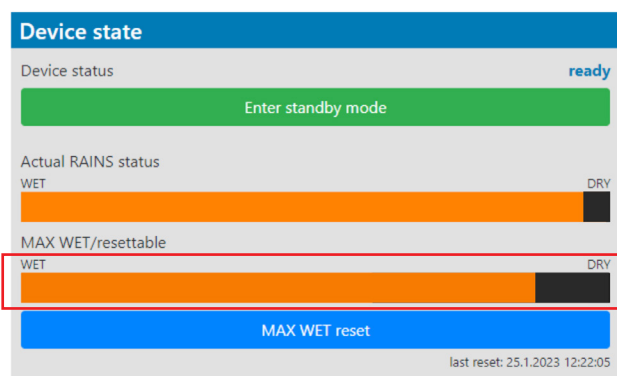 Device state
Device status ready
Enter standby mode
Actual RAINS status
WET DRY
MAX WET/resettable
WET DRY
MAX WET reset
last reset: 25.1.2023 12:22:05